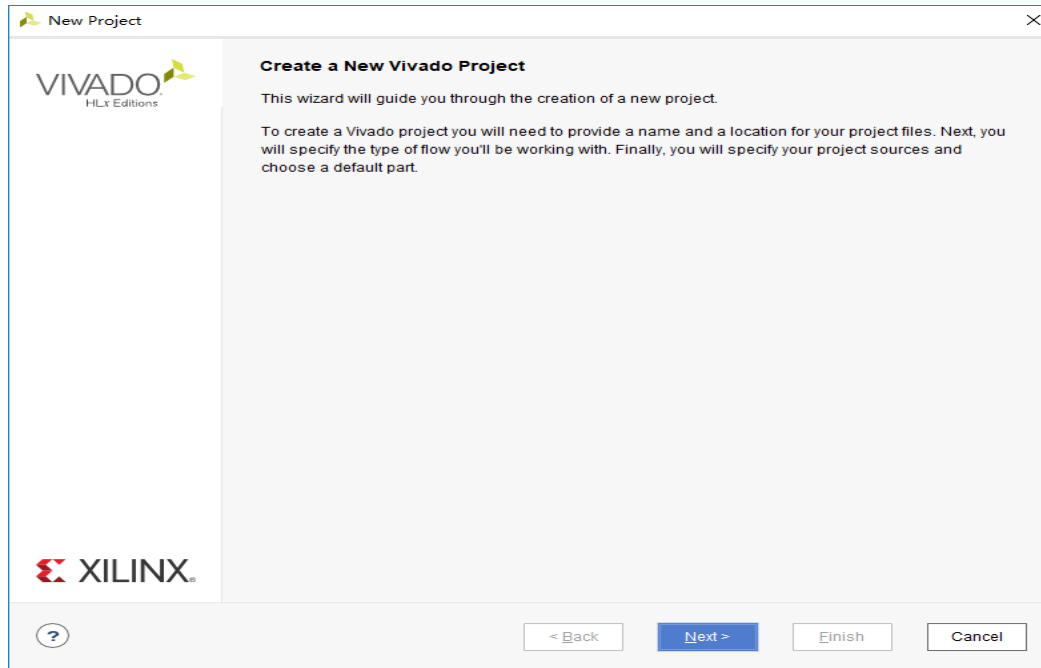 New Project
VIVADO.
HLx Editions
Create a New Vivado Project
This wizard will guide you through the creation of a new project.
To create a Vivado project you will need to provide a name and a location for your project files. Next, you
will specify the type of flow you'll be working with. Finally, you will specify your project sources and
choose a default part.
XILINX®
?
< Back
Next >
Finish
Cancel